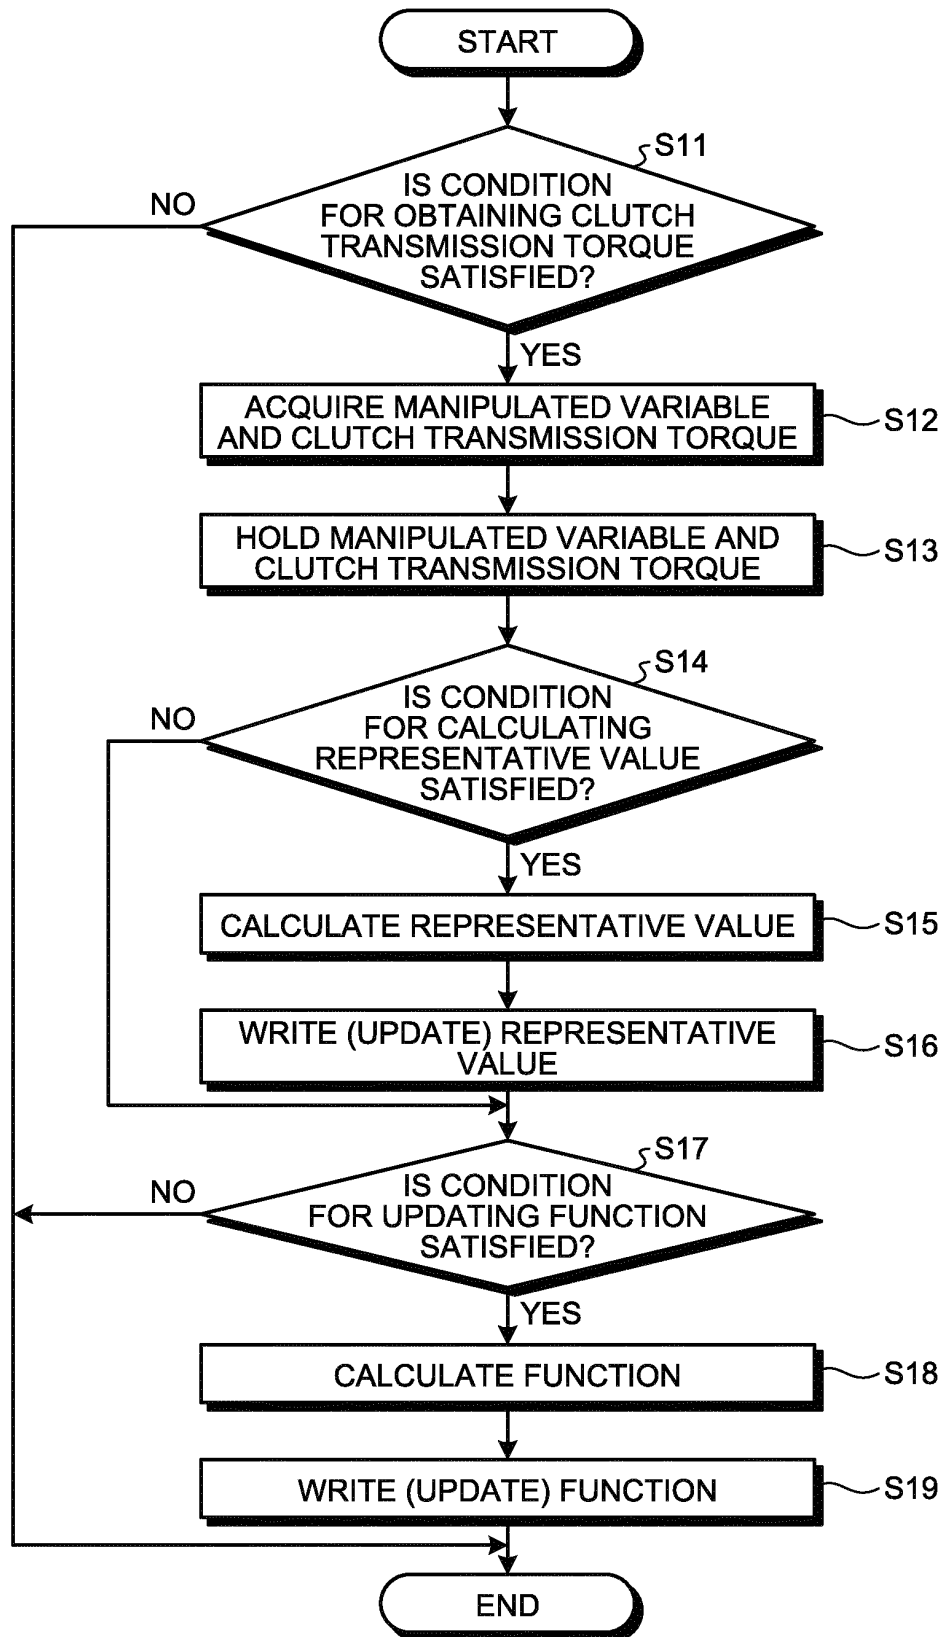 START
S11
IS CONDITION
FOR OBTAINING CLUTCH
TRANSMISSION TORQUE
SATISFIED?
NO
YES
ACQUIRE MANIPULATED VARIABLE
AND CLUTCH TRANSMISSION TORQUE
S12
HOLD MANIPULATED VARIABLE AND
CLUTCH TRANSMISSION TORQUE
S13
S14
IS CONDITION
FOR CALCULATING
REPRESENTATIVE VALUE
SATISFIED?
NO
YES
CALCULATE REPRESENTATIVE VALUE
S15
WRITE (UPDATE) REPRESENTATIVE
VALUE
S16
S17
IS CONDITION
FOR UPDATING FUNCTION
SATISFIED?
NO
YES
CALCULATE FUNCTION
S18
WRITE (UPDATE) FUNCTION
S19
END